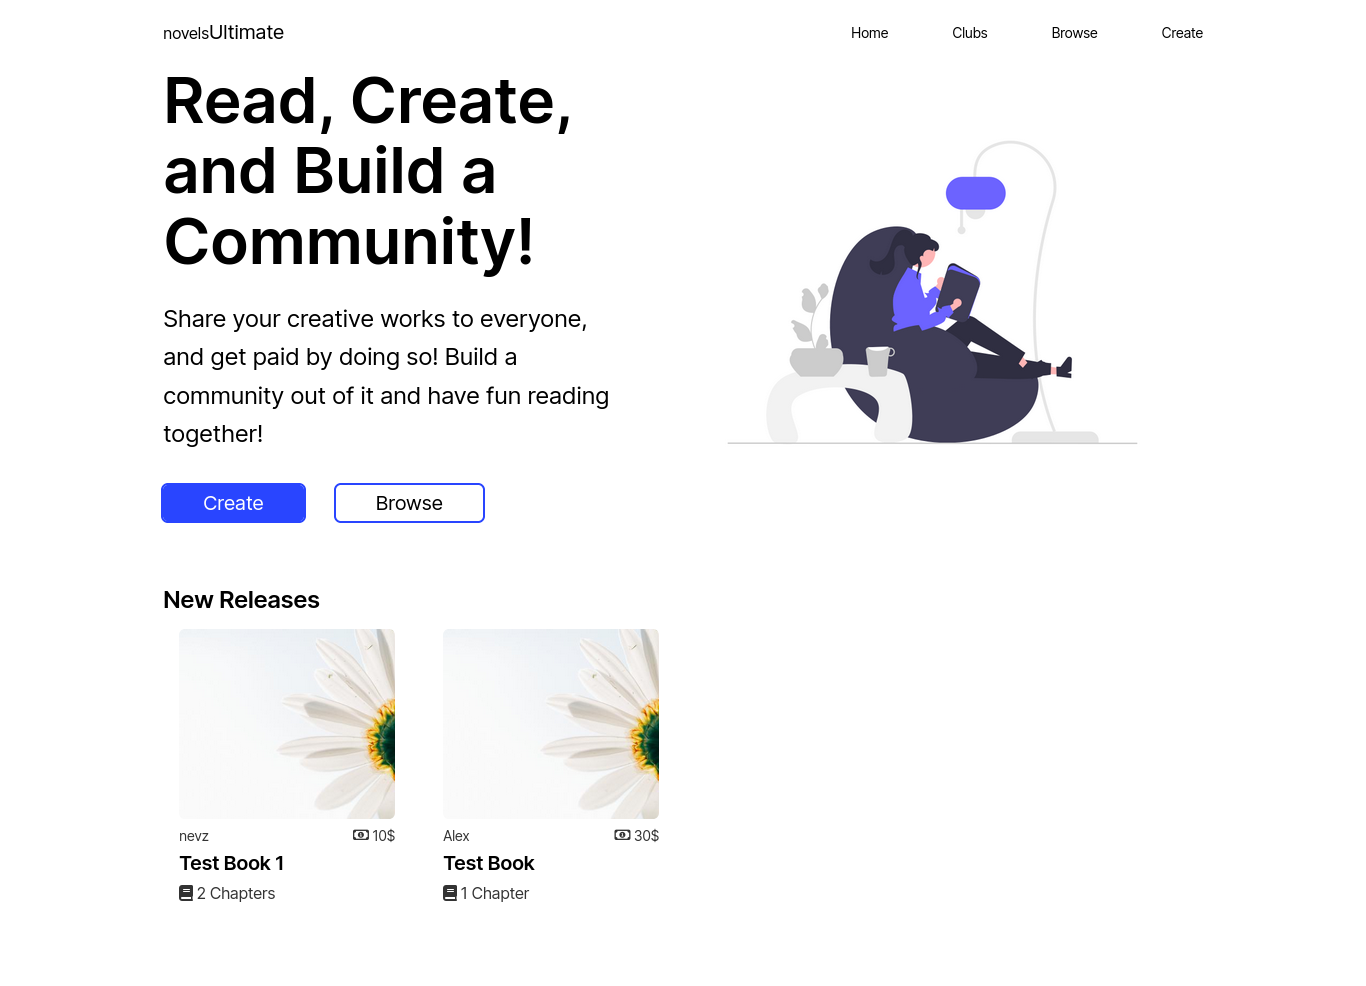 novelsUltimate
Home Clubs Browse Create
Read, Create,
and Build a
Community!
Share your creative works to everyone,
and get paid by doing so! Build a
community out of it and have fun reading
together!
Create Browse
New Releases
nevz 10$
Test Book 1
2 Chapters
Alex 30$
Test Book
1 Chapter